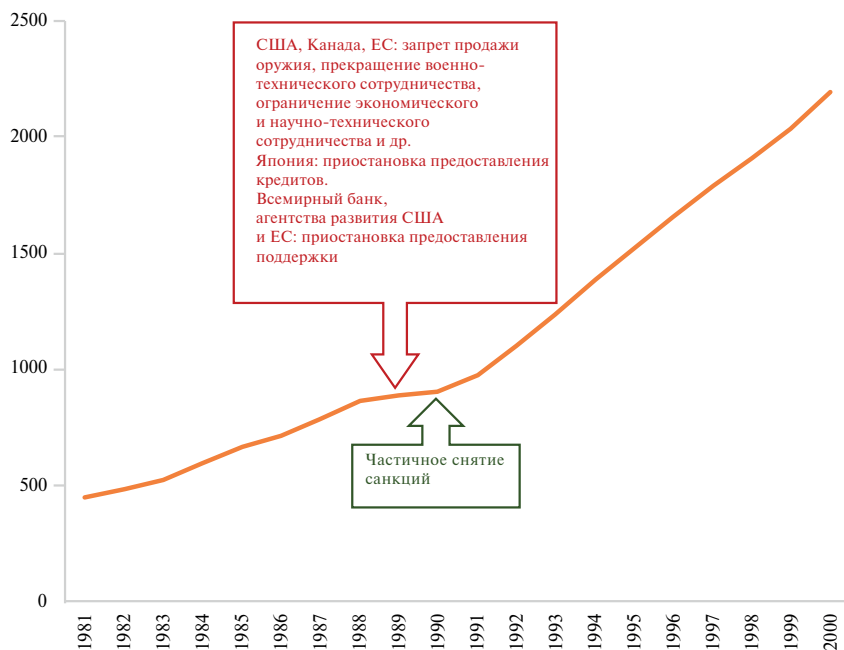 2500
2000
1500
1000
500
0
США, Канада, ЕС: запрет продажи
оружия, прекращение военно-
технического сотрудничества,
ограничение экономического
и научно-технического
сотрудничества и др.
Япония: приостановка предоставления
кредитов.
Всемирный банк,
агентства развития США
и ЕС: приостановка предоставления
поддержки
Частичное снятие
санкций
1981
1982
1983
1984
1985
1986
1987
1988
1989
1990
1991
1992
1993
1994
1995
1996
1997
1998
1999
2000